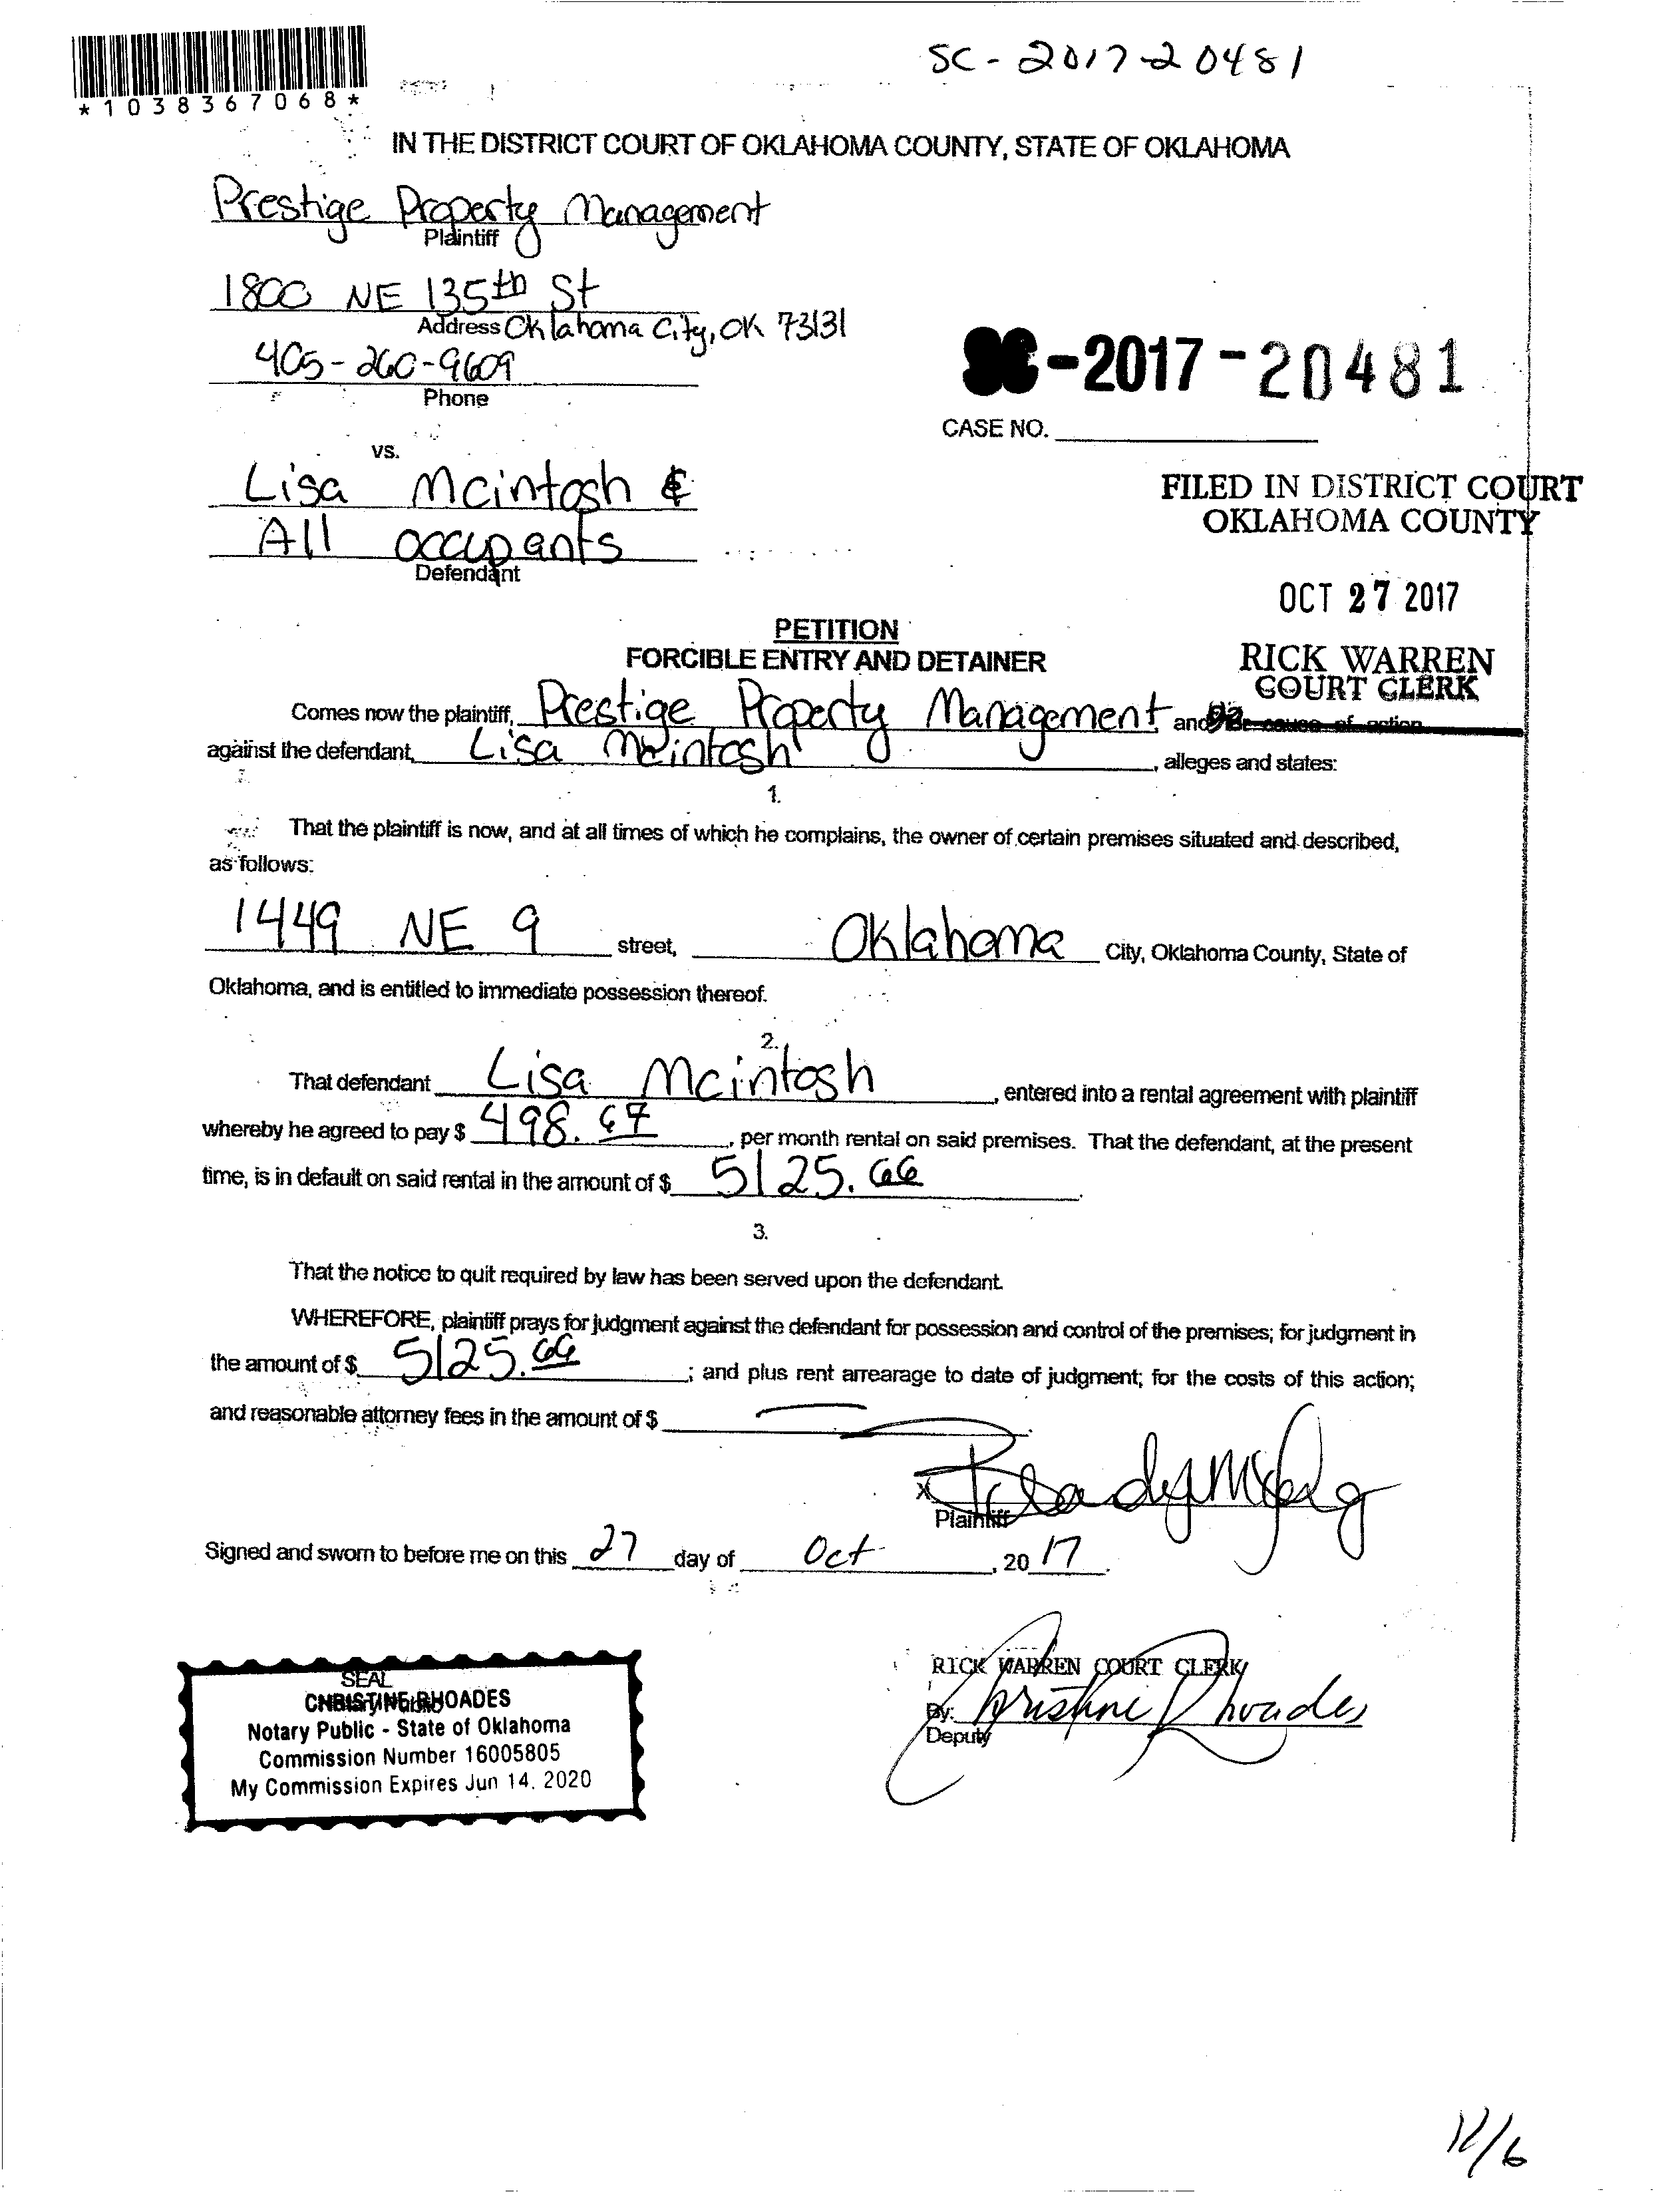 SC-2017-20481
*1038367068*
IN THE DISTRICT COURT OF OKLAHOMA COUNTY, STATE OF OKLAHOMA
Prestige Property Management
Plaintiff
1800 NE 135th St
Address Oklahoma City, OK 73131
405-260-9609
Phone
SC-2017-20481
CASE NO.
vs.
Lisa Mcintosh &
All occupants
Defendant
FILED IN DISTRICT COURT
OKLAHOMA COUNTY
OCT 27 2017
RICK WARREN
COURT CLERK
PETITION
FORCIBLE ENTRY AND DETAINER
Comes now the plaintiff, Prestige Property Management, and for cause of action
against the defendant, Lisa Mcintosh, alleges and states:
1.
That the plaintiff is now, and at all times of which he complains, the owner of certain premises situated and described,
as follows:
1449 NE 9 street, Oklahoma City, Oklahoma County, State of
Oklahoma, and is entitled to immediate possession thereof.
2.
That defendant Lisa Mcintosh, entered into a rental agreement with plaintiff
whereby he agreed to pay $ 498.67, per month rental on said premises. That the defendant, at the present
time, is in default on said rental in the amount of $ 5125.66.
3.
That the notice to quit required by law has been served upon the defendant.
WHEREFORE, plaintiff prays for judgment against the defendant for possession and control of the premises; for judgment in
the amount of $ 5125.66; and plus rent arrearage to date of judgment; for the costs of this action;
and reasonable attorney fees in the amount of $
X
Plaintiff
Signed and sworn to before me on this 27 day of Oct, 2017.
SEAL
CHRISTINE RHOADES
Notary Public - State of Oklahoma
Commission Number 16005805
My Commission Expires Jun 14, 2020
RICK WARREN COURT CLERK
By: Christine Rhoades
Deputy
11/6